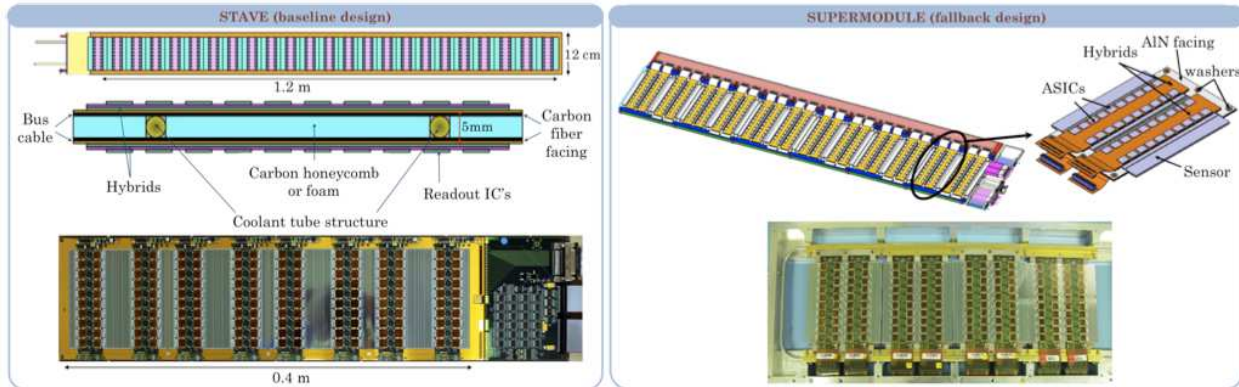 STAVE (baseline design)
12 cm
1.2 m
Bus
cable
5mm
Carbon
fiber
facing
Hybrids
Carbon honeycomb
or foam
Readout IC's
Coolant tube structure
0.4 m
SUPERMODULE (fallback design)
AlN facing
Hybrids
washers
ASICs
Sensor